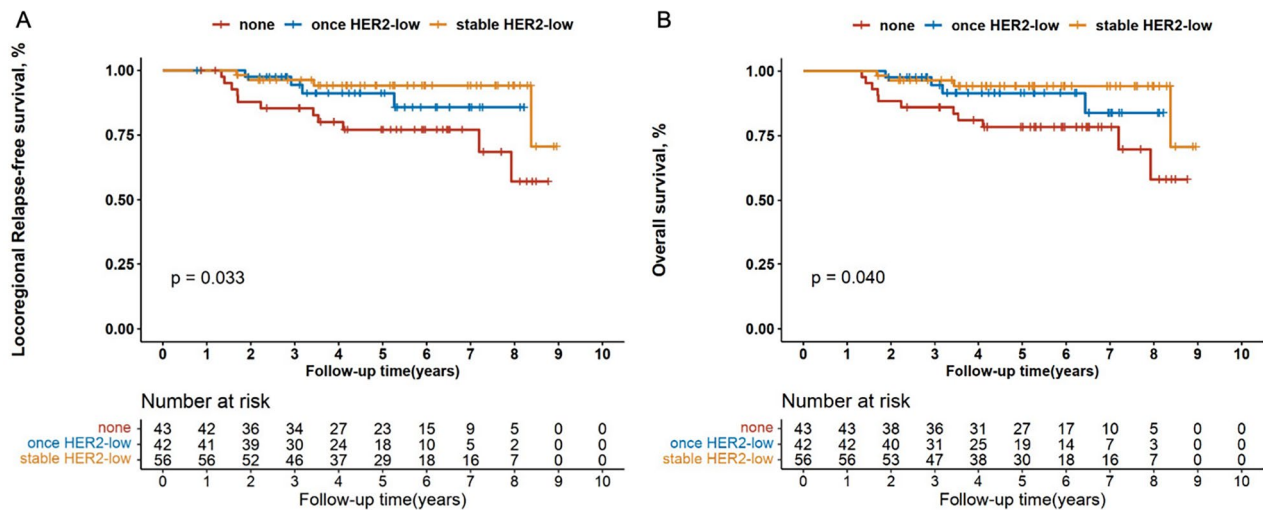 A
none once HER2-low stable HER2-low
Locoregional Relapse-free survival, %
1.00
0.75
0.50
0.25
0.00
p = 0.033
0 1 2 3 4 5 6 7 8 9 10
Follow-up time(years)
Number at risk
none 43 42 36 34 27 23 15 9 5 0 0
once HER2-low 42 41 39 30 24 18 10 5 2 0 0
stable HER2-low 56 56 52 46 37 29 18 16 7 0 0
0 1 2 3 4 5 6 7 8 9 10
Follow-up time(years)
B
none once HER2-low stable HER2-low
Overall survival, %
1.00
0.75
0.50
0.25
0.00
p = 0.040
0 1 2 3 4 5 6 7 8 9 10
Follow-up time(years)
Number at risk
none 43 43 38 36 31 27 17 10 5 0 0
once HER2-low 42 42 40 31 25 19 14 7 3 0 0
stable HER2-low 56 56 53 47 38 30 18 16 7 0 0
0 1 2 3 4 5 6 7 8 9 10
Follow-up time(years)